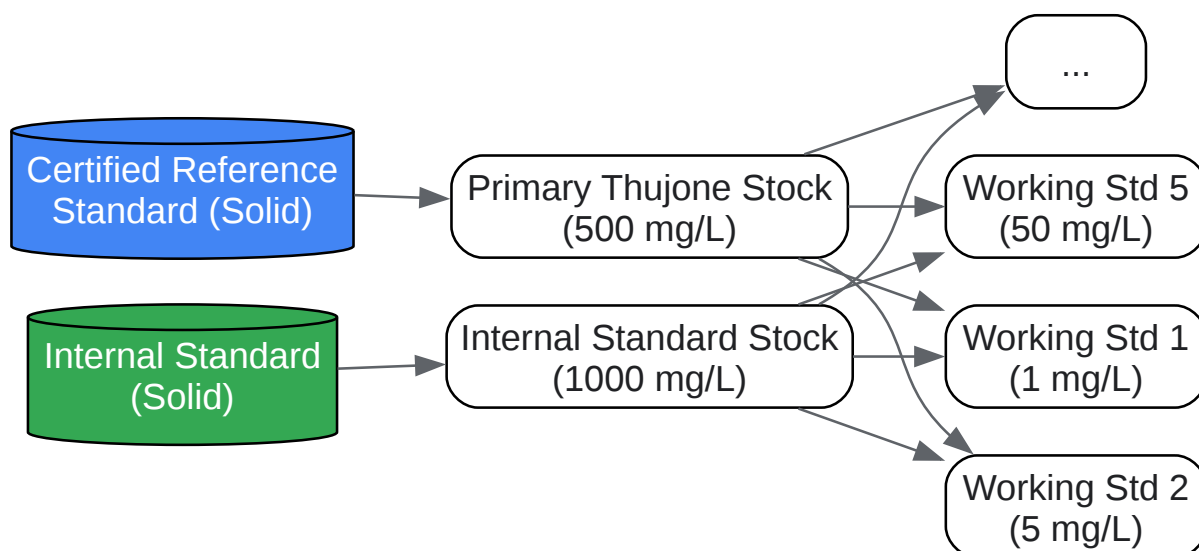 ...
Certified Reference
Standard (Solid)
Primary Thujone Stock
(500 mg/L)
Working Std 5
(50 mg/L)
Internal Standard
(Solid)
Internal Standard Stock
(1000 mg/L)
Working Std 1
(1 mg/L)
Working Std 2
(5 mg/L)